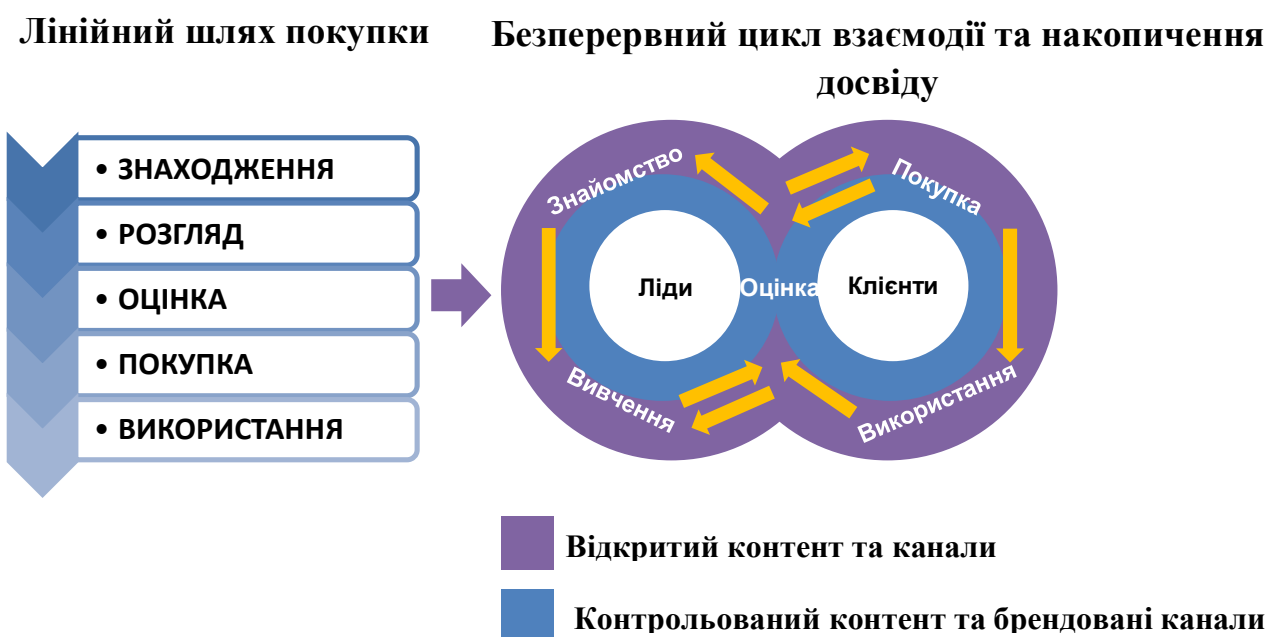 Лінійний шлях покупки
Безперервний цикл взаємодії та накопичення
досвіду
• ЗНАХОДЖЕННЯ
• РОЗГЛЯД
• ОЦІНКА
• ПОКУПКА
• ВИКОРИСТАННЯ
Знайомство
Покупка
Ліди
Оцінка
Клієнти
Вивчення
Використання
Відкритий контент та канали
Контрольований контент та брендовані канали